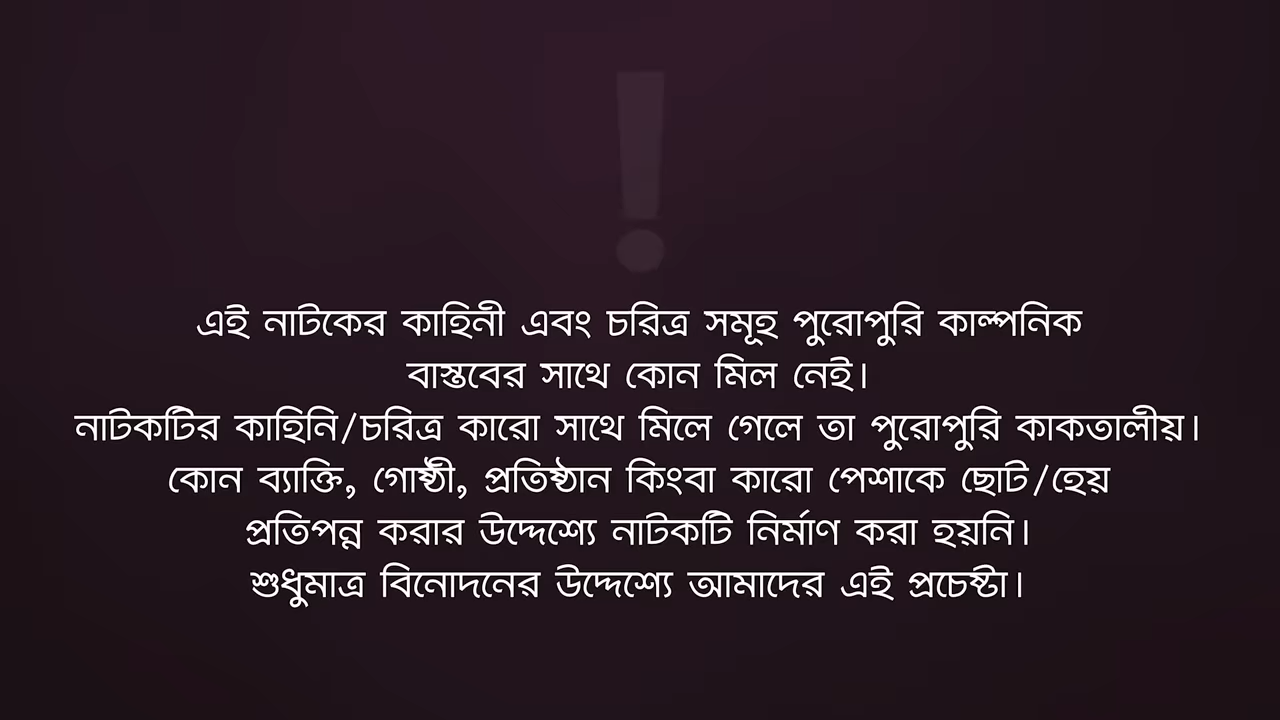 এই নাটকের কাহিনী এবং চরিত্র সমূহ পুরোপুরি কাল্পনিক
বাস্তবের সাথে কোন মিল নেই।
নাটকটির কাহিনি/চরিত্র কারো সাথে মিলে গেলে তা পুরোপুরি কাকতালীয়।
কোন ব্যাক্তি, গোষ্ঠী, প্রতিষ্ঠান কিংবা কারো পেশাকে ছোট/হেয়
প্রতিপন্ন করার উদ্দেশ্যে নাটকটি নির্মাণ করা হয়নি।
শুধুমাত্র বিনোদনের উদ্দেশ্যে আমাদের এই প্রচেষ্টা।